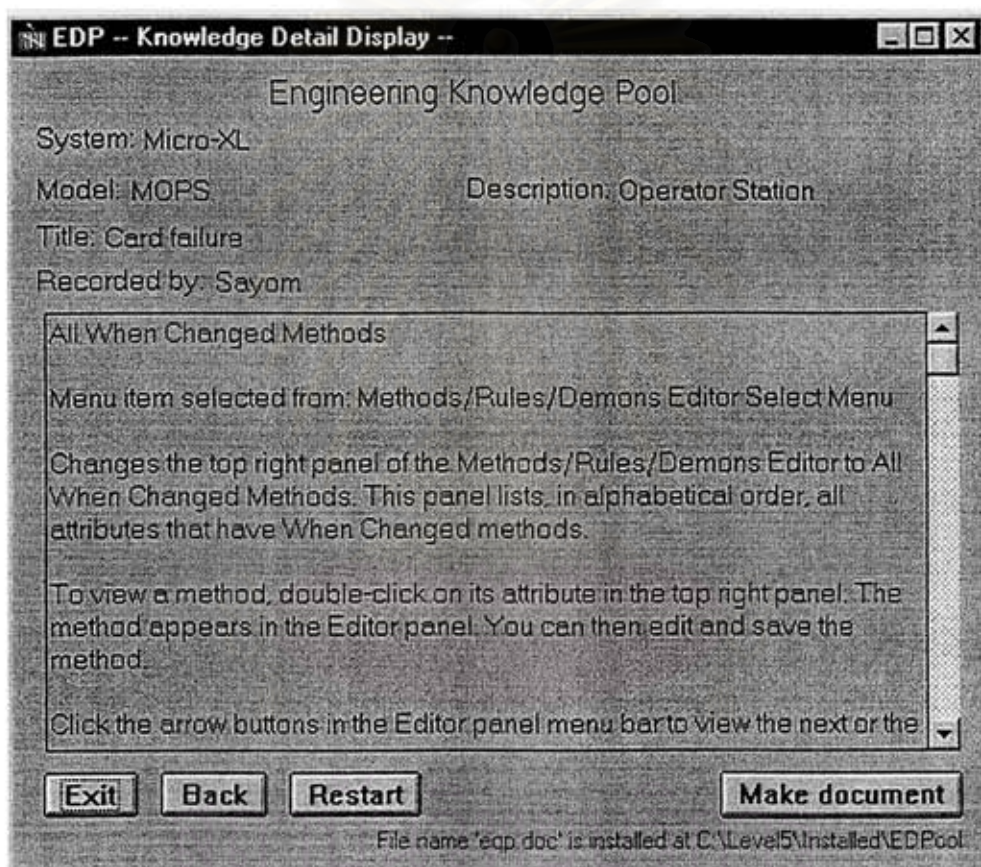 EDP -- Knowledge Detail Display --
Engineering Knowledge Pool
System: Micro-XL
Model: MOPS Description: Operator Station
Title: Card failure
Recorded by: Sayom
All When Changed Methods
Menu item selected from: Methods/Rules/Demons Editor Select Menu
Changes the top right panel of the Methods/Rules/Demons Editor to All
When Changed Methods. This panel lists, in alphabetical order, all
attributes that have When Changed methods.
To view a method, double-click on its attribute in the top right panel. The
method appears in the Editor panel. You can then edit and save the
method.
Click the arrow buttons in the Editor panel menu bar to view the next or the
Exit Back Restart Make document
File name 'eqp.doc' is installed at C:\Level5\Installed\EDPool